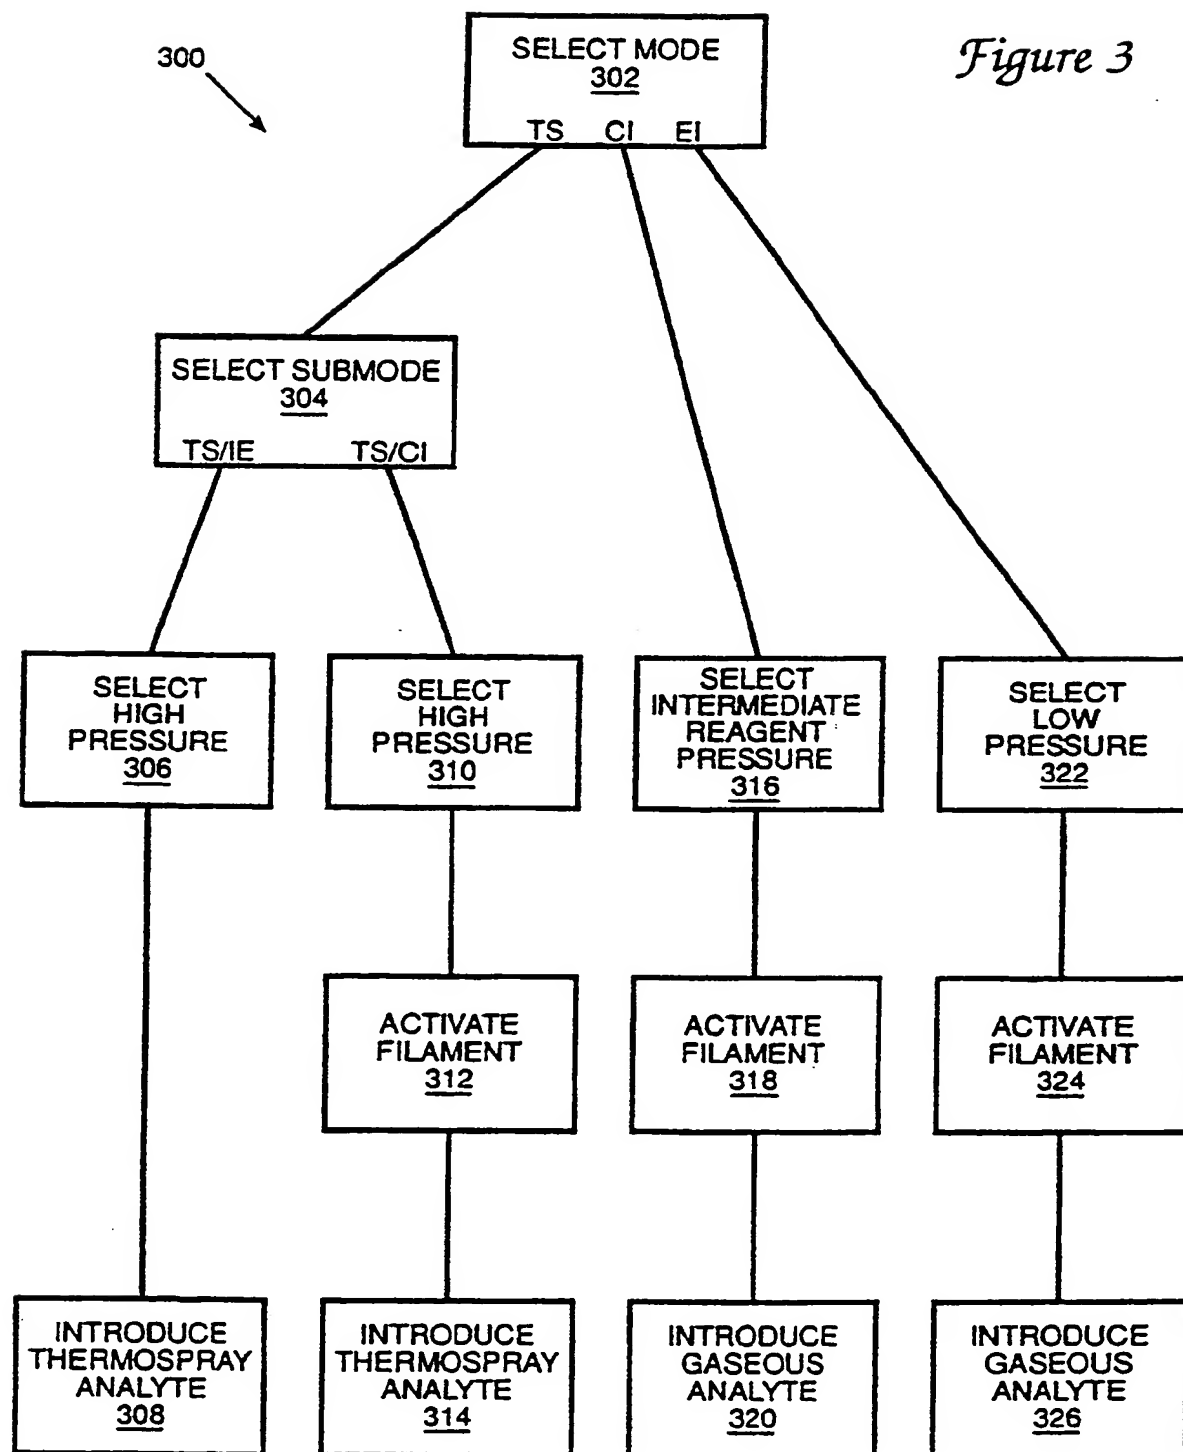 300
SELECT MODE
302
TS CI EI
Figure 3
SELECT SUBMODE
304
TS/IE TS/CI
SELECT
HIGH
PRESSURE
306
SELECT
HIGH
PRESSURE
310
SELECT
INTERMEDIATE
REAGENT
PRESSURE
316
SELECT
LOW
PRESSURE
322
ACTIVATE
FILAMENT
312
ACTIVATE
FILAMENT
318
ACTIVATE
FILAMENT
324
INTRODUCE
THERMOSPRAY
ANALYTE
308
INTRODUCE
THERMOSPRAY
ANALYTE
314
INTRODUCE
GASEOUS
ANALYTE
320
INTRODUCE
GASEOUS
ANALYTE
326